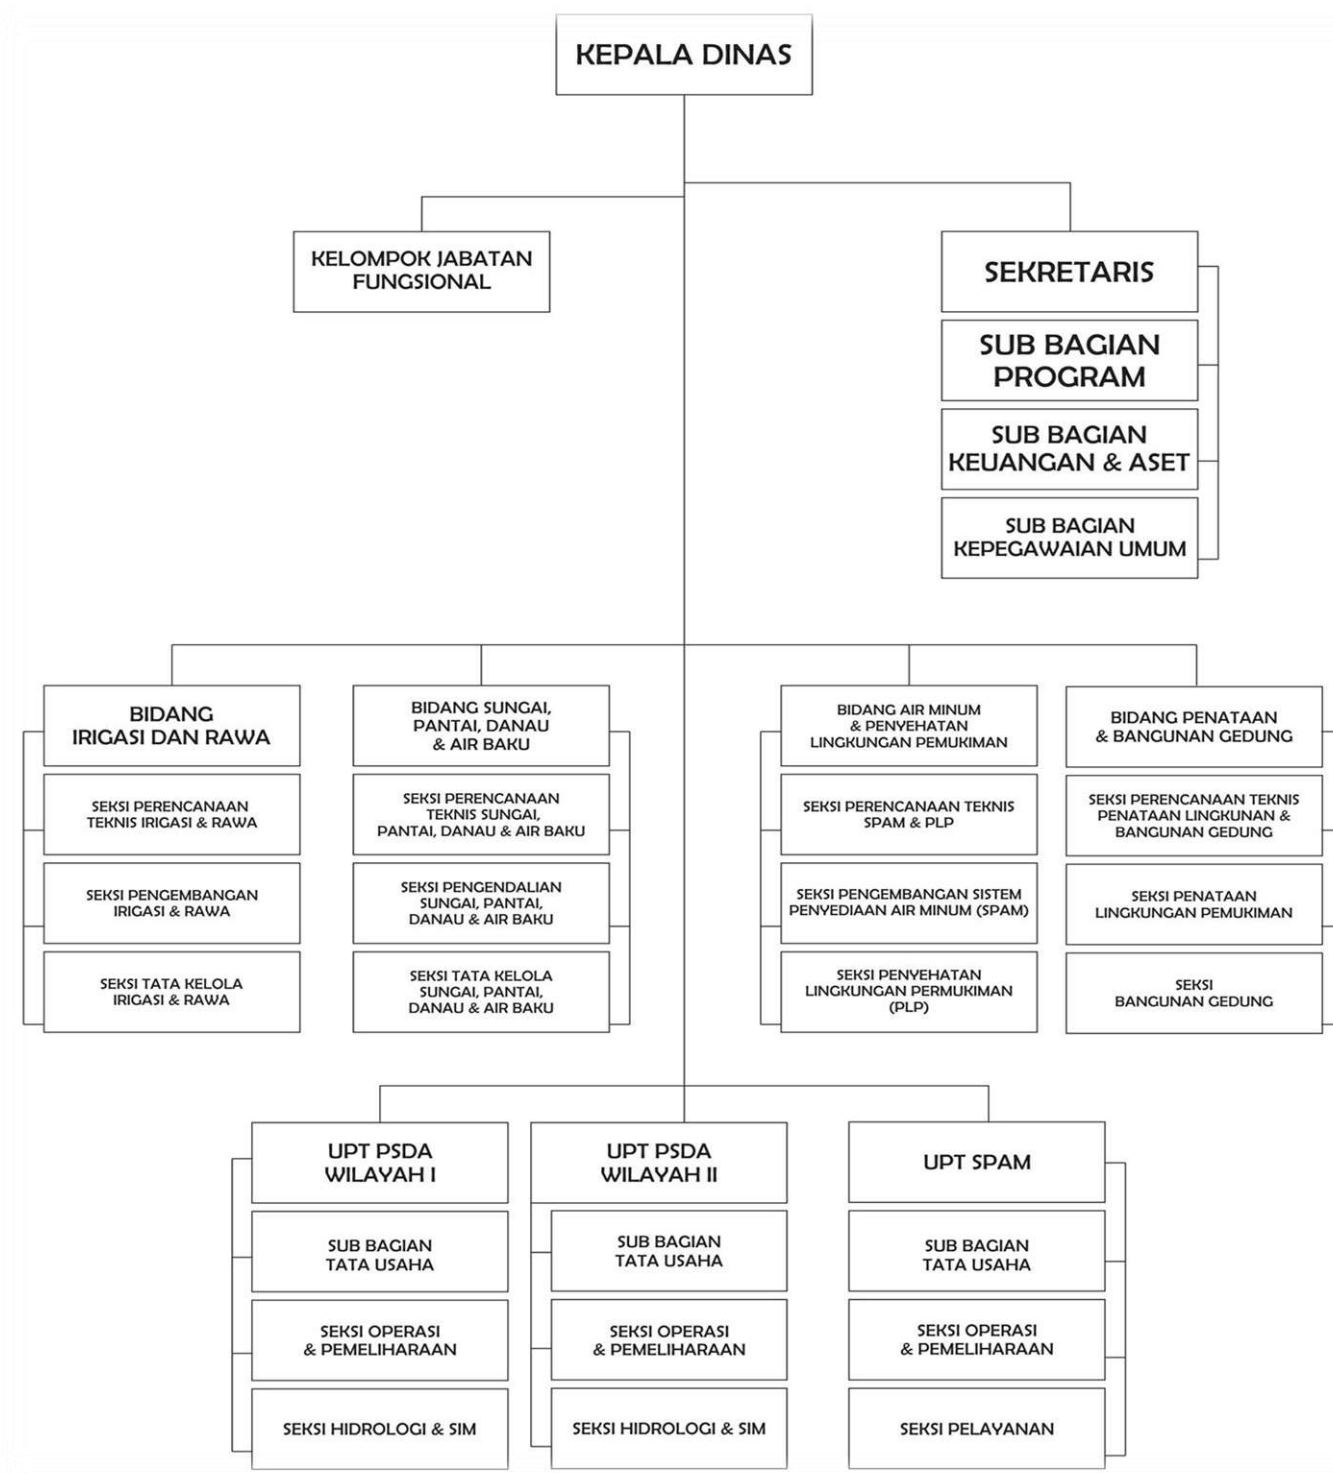 KEPALA DINAS
KELOMPOK JABATAN
FUNGSIONAL
SEKRETARIS
SUB BAGIAN
PROGRAM
SUB BAGIAN
KEUANGAN & ASET
SUB BAGIAN
KEPEGAWAIAN UMUM
BIDANG
IRIGASI DAN RAWA
SEKSI PERENCANAAN
TEKNIS IRIGASI & RAWA
SEKSI PENGEMBANGAN
IRIGASI & RAWA
SEKSI TATA KELOLA
IRIGASI & RAWA
BIDANG SUNGAI,
PANTAI, DANAU
& AIR BAKU
SEKSI PERENCANAAN
TEKNIS SUNGAI,
PANTAI, DANAU & AIR BAKU
SEKSI PENGENDALIAN
SUNGAI, PANTAI,
DANAU & AIR BAKU
SEKSI TATA KELOLA
SUNGAI, PANTAI,
DANAU & AIR BAKU
BIDANG AIR MINUM
& PENYEHATAN
LINGKUNGAN PEMUKIMAN
SEKSI PERENCANAAN TEKNIS
SPAM & PLP
SEKSI PENGEMBANGAN SISTEM
PENYEDIAAN AIR MINUM (SPAM)
SEKSI PENYEHATAN
LINGKUNGAN PERMUKIMAN
(PLP)
BIDANG PENATAAN
& BANGUNAN GEDUNG
SEKSI PERENCANAAN TEKNIS
PENATAAN LINGKUNAN &
BANGUNAN GEDUNG
SEKSI PENATAAN
LINGKUNGAN PEMUKIMAN
SEKSI
BANGUNAN GEDUNG
UPT PSDA
WILAYAH I
SUB BAGIAN
TATA USAHA
SEKSI OPERASI
& PEMELIHARAAN
SEKSI HIDROLOGI & SIM
UPT PSDA
WILAYAH II
SUB BAGIAN
TATA USAHA
SEKSI OPERASI
& PEMELIHARAAN
SEKSI HIDROLOGI & SIM
UPT SPAM
SUB BAGIAN
TATA USAHA
SEKSI OPERASI
& PEMELIHARAAN
SEKSI PELAYANAN